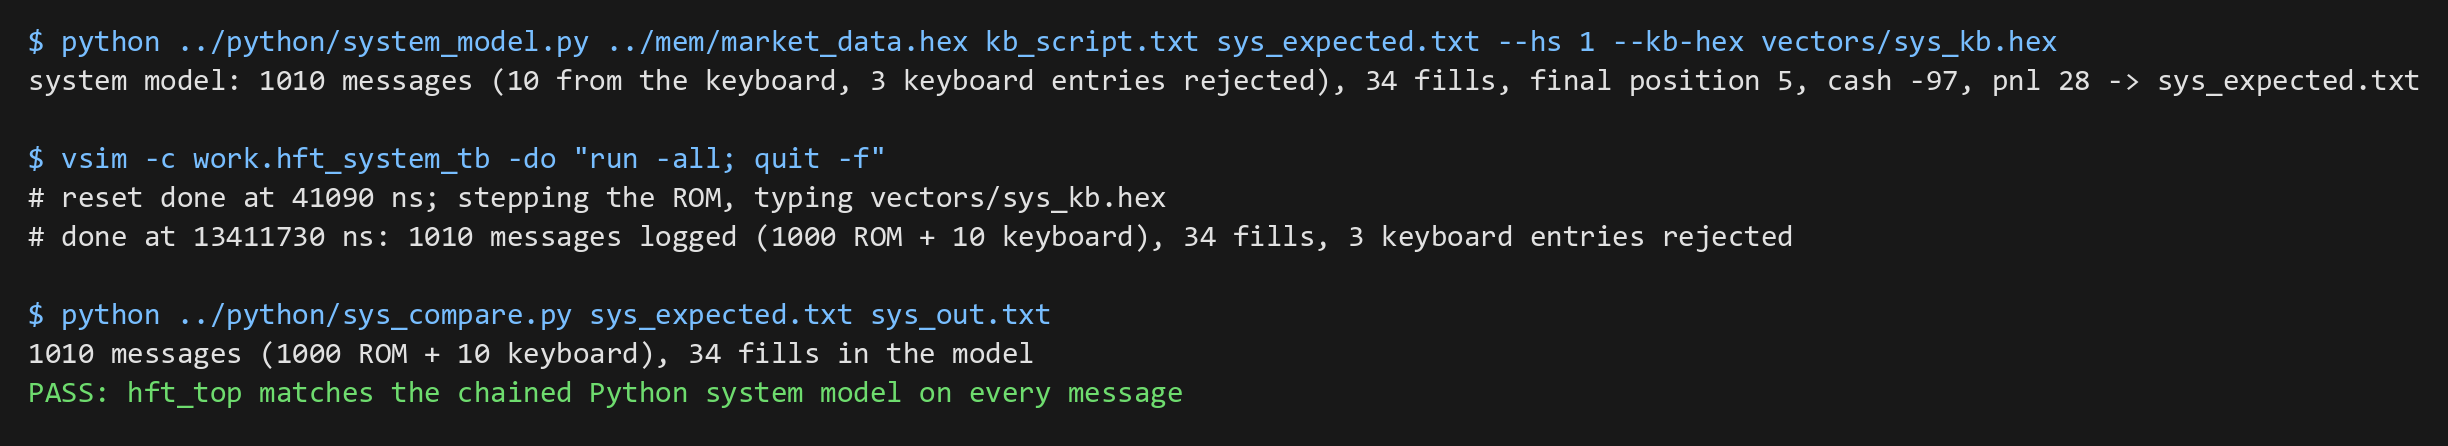 $ python ../python/system_model.py ../mem/market_data.hex kb_script.txt sys_expected.txt --hs 1 --kb-hex vectors/sys_kb.hex
system model: 1010 messages (10 from the keyboard, 3 keyboard entries rejected), 34 fills, final position 5, cash -97, pnl 28 -> sys_expected.txt
$ vsim -c work.hft_system_tb -do "run -all; quit -f"
# reset done at 41090 ns; stepping the ROM, typing vectors/sys_kb.hex
# done at 13411730 ns: 1010 messages logged (1000 ROM + 10 keyboard), 34 fills, 3 keyboard entries rejected
$ python ../python/sys_compare.py sys_expected.txt sys_out.txt
1010 messages (1000 ROM + 10 keyboard), 34 fills in the model
PASS: hft_top matches the chained Python system model on every message